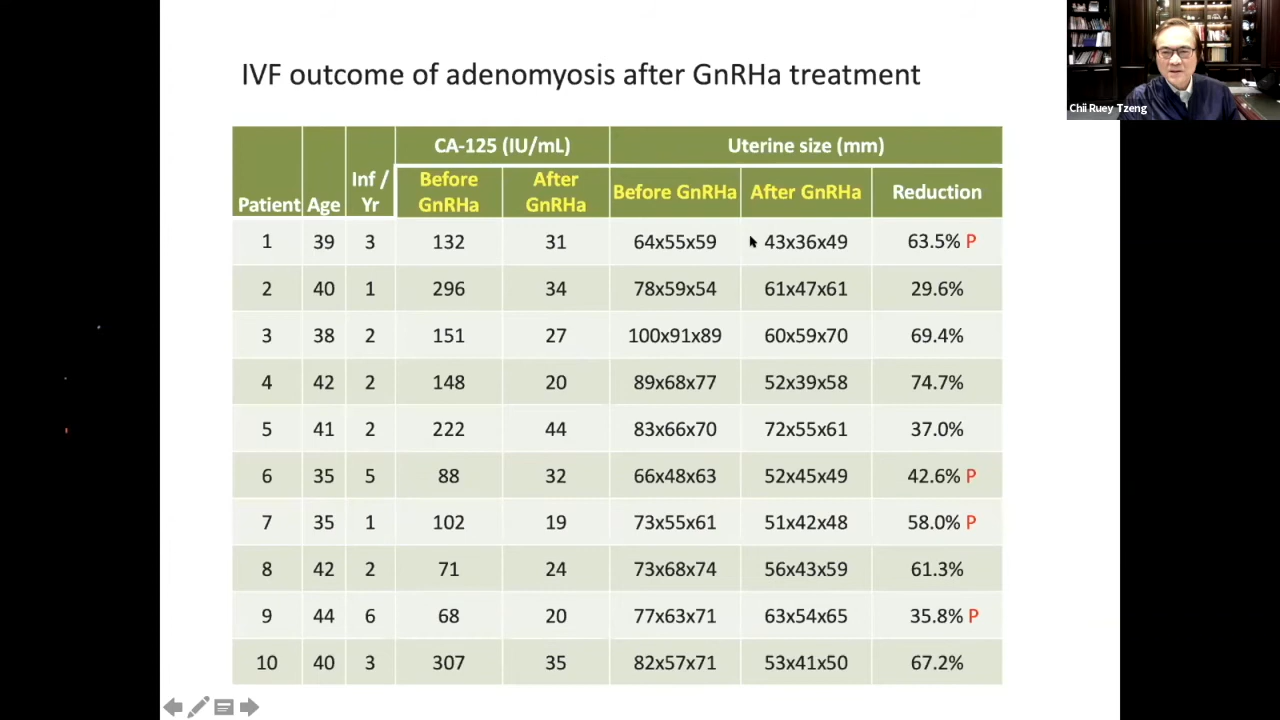 IVF outcome of adenomyosis after GnRHa treatment
Chii Ruey Tzeng
CA-125 (IU/mL) Uterine size (mm)
Patient Age Inf / Yr Before GnRHa After GnRHa Before GnRHa After GnRHa Reduction
1 39 3 132 31 64x55x59 43x36x49 63.5% P
2 40 1 296 34 78x59x54 61x47x61 29.6%
3 38 2 151 27 100x91x89 60x59x70 69.4%
4 42 2 148 20 89x68x77 52x39x58 74.7%
5 41 2 222 44 83x66x70 72x55x61 37.0%
6 35 5 88 32 66x48x63 52x45x49 42.6% P
7 35 1 102 19 73x55x61 51x42x48 58.0% P
8 42 2 71 24 73x68x74 56x43x59 61.3%
9 44 6 68 20 77x63x71 63x54x65 35.8% P
10 40 3 307 35 82x57x71 53x41x50 67.2%